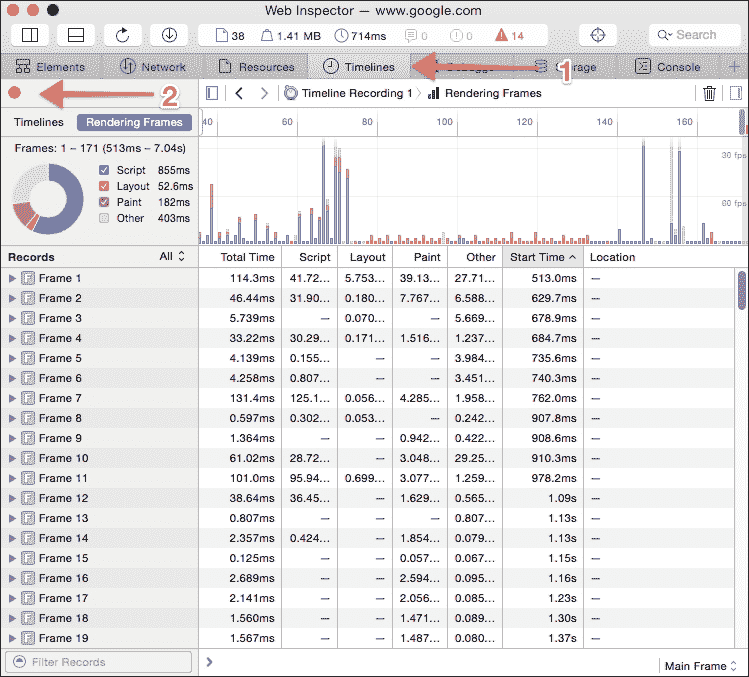 Web Inspector — www.google.com
38 1.41 MB 714ms 0 0 14 Search
Elements Network Resources Timelines 1 Console +
2 Timeline Recording 1 Rendering Frames
Timelines Rendering Frames
40 60 80 100 120 140 160
Frames: 1 – 171 (513ms – 7.04s)
30 fps
60 fps
Script 855ms
Layout 52.6ms
Paint 182ms
Other 403ms
Records All Total Time Script Layout Paint Other Start Time Location
Frame 1 114.3ms 41.72... 5.753... 39.13... 27.71... 513.0ms —
Frame 2 46.44ms 31.90... 0.180... 7.767... 6.588... 629.7ms —
Frame 3 5.739ms — 0.070... — 5.669... 678.9ms —
Frame 4 33.22ms 30.29... 0.171... 1.516... 1.237... 684.7ms —
Frame 5 4.139ms 0.155... — — 3.984... 735.6ms —
Frame 6 4.258ms 0.807... — — 3.451... 740.3ms —
Frame 7 131.4ms 125.1... 0.056... 4.285... 1.958... 762.0ms —
Frame 8 0.597ms 0.302... 0.053... — 0.242... 907.8ms —
Frame 9 1.364ms — — 0.942... 0.422... 908.6ms —
Frame 10 61.02ms 28.72... — 3.048... 29.25... 910.3ms —
Frame 11 101.0ms 95.94... 0.699... 3.077... 1.259... 978.2ms —
Frame 12 38.64ms 36.45... — 1.629... 0.565... 1.09s —
Frame 13 0.807ms — — — 0.807... 1.13s —
Frame 14 2.357ms 0.424... — 1.854... 0.079... 1.13s —
Frame 15 0.125ms — — 0.057... 0.067... 1.15s —
Frame 16 2.689ms — — 2.594... 0.095... 1.16s —
Frame 17 2.141ms — — 2.056... 0.085... 1.23s —
Frame 18 1.560ms — — 1.471... 0.089... 1.30s —
Frame 19 1.567ms — — 1.487... 0.080... 1.37s —
Filter Records Main Frame